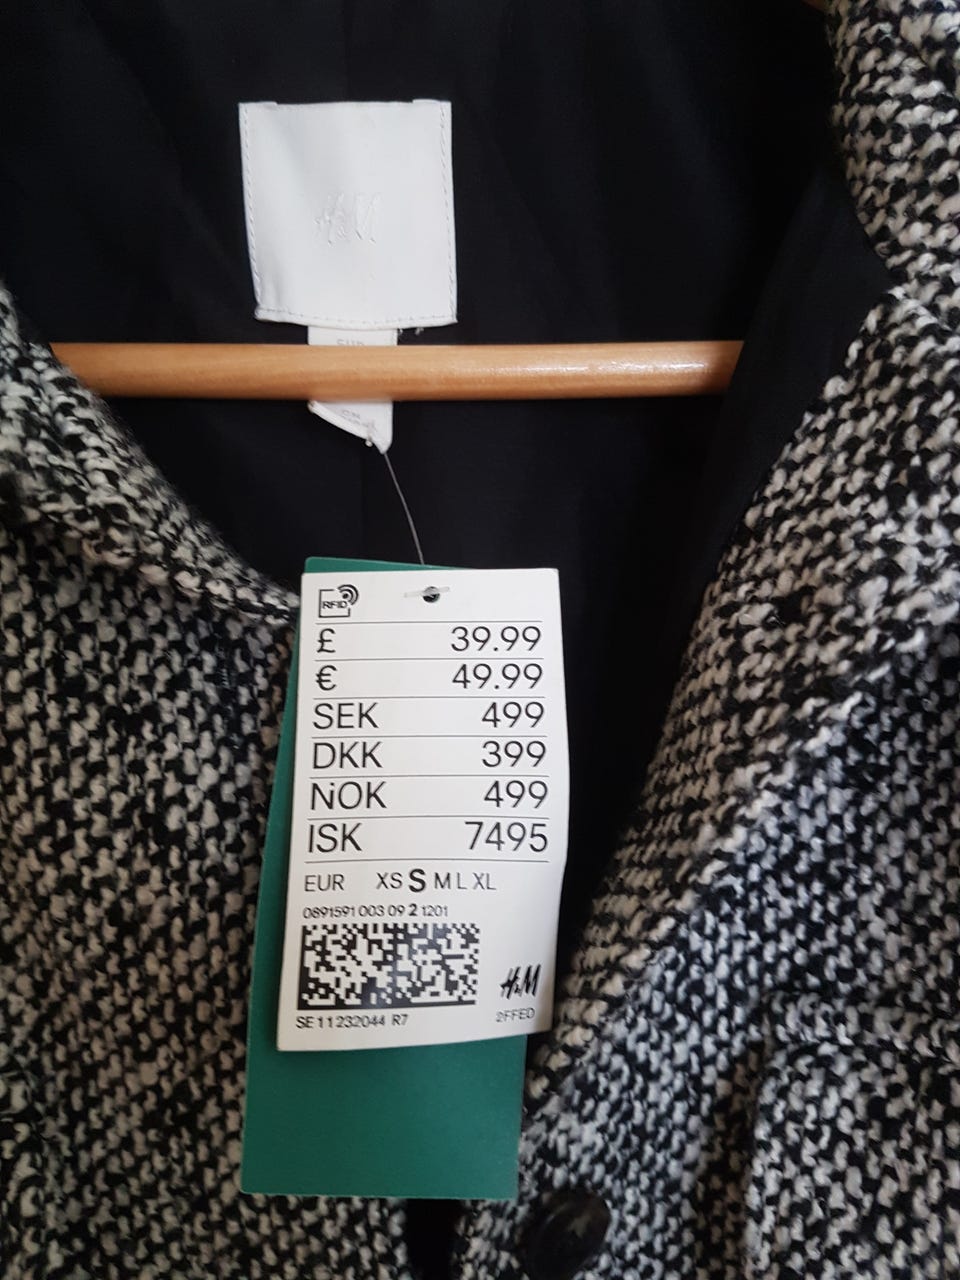 H&M
RFID
£ 39.99
€ 49.99
SEK 499
DKK 399
NOK 499
ISK 7495
EUR XS S M L XL
0891591 003 09 2 1201
H&M
SE 11232044 R7
2FFED